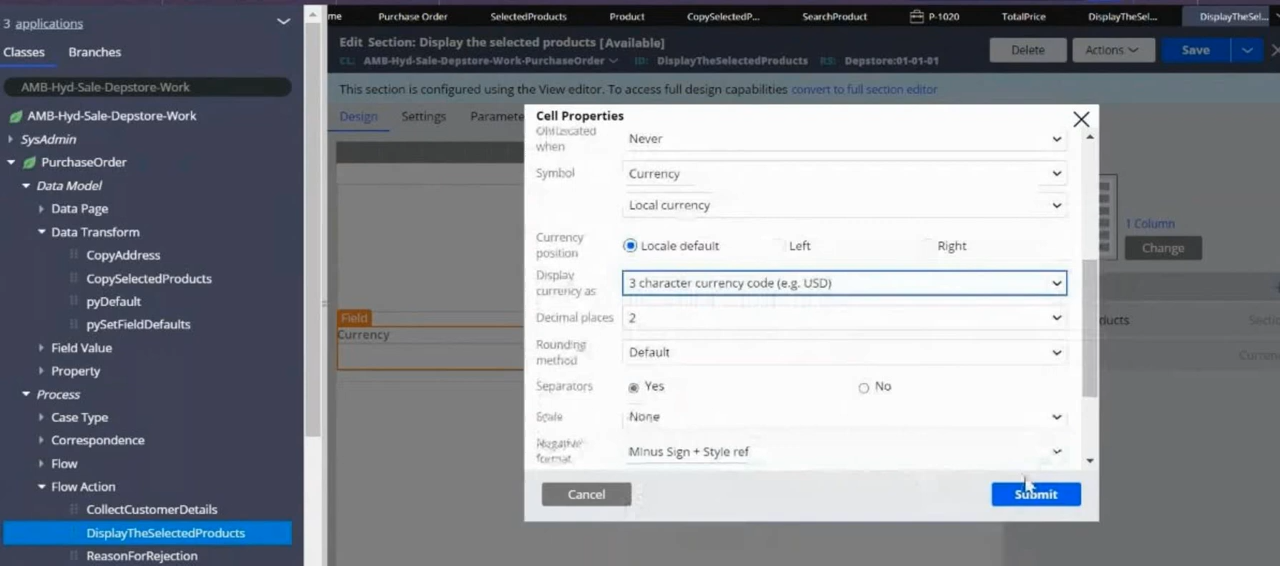 3 applications
Classes
Branches
AMB-Hyd-Sale-Depstore-Work
AMB-Hyd-Sale-Depstore-Work
SysAdmin
PurchaseOrder
Data Model
Data Page
Data Transform
CopyAddress
CopySelectedProducts
pyDefault
pySetFieldDefaults
Field Value
Property
Process
Case Type
Correspondence
Flow
Flow Action
CollectCustomerDetails
DisplayTheSelectedProducts
ReasonForRejection
me Purchase Order SelectedProducts Product CopySelectedP... SearchProduct P-1020 TotalPrice DisplayTheSel... DisplayTheSel...
Edit Section: Display the selected products [Available]
CL: AMB-Hyd-Sale-Depstore-Work-PurchaseOrder ID: DisplayTheSelectedProducts RS: Depstore:01-01-01
Delete Actions Save
This section is configured using the View editor. To access full design capabilities convert to full section editor
Design Settings Paramete
Field
Currency
1 Column
Change
ducts Sectio
Curren
Cell Properties
Obfuscated
when
Never
Symbol
Currency
Local currency
Currency
position
Locale default Left Right
Display
currency as
3 character currency code (e.g. USD)
Decimal places
2
Rounding
method
Default
Separators
Yes No
Scale
None
Negative
format
Minus Sign + Style ref
Cancel Submit